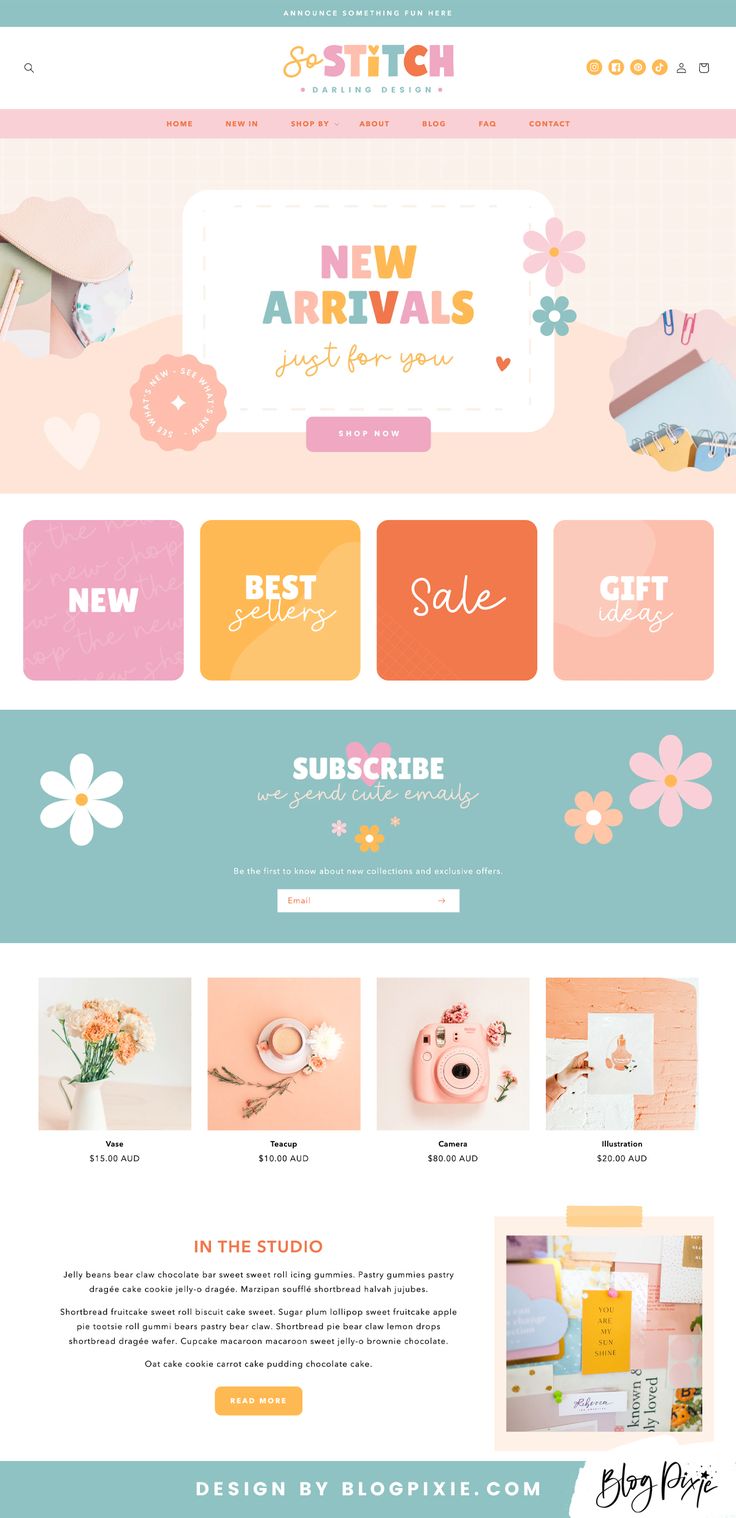 ANNOUNCE SOMETHING FUN HERE
So STiTCH
DARLING DESIGN
HOME NEW IN SHOP BY ABOUT BLOG FAQ CONTACT
NEW
ARRIVALS
just for you
SEE WHAT'S NEW - SEE WHAT'S NEW -
SHOP NOW
NEW
BEST
sellers
Sale
GIFT
ideas
SUBSCRIBE
we send cute emails
Be the first to know about new collections and exclusive offers.
Email
Vase
$15.00 AUD
Teacup
$10.00 AUD
Camera
$80.00 AUD
Illustration
$20.00 AUD
IN THE STUDIO
Jelly beans bear claw chocolate bar sweet sweet roll icing gummies. Pastry gummies pastry
dragée cake cookie jelly-o dragée. Marzipan soufflé shortbread halvah jujubes.
Shortbread fruitcake sweet roll biscuit cake sweet. Sugar plum lollipop sweet fruitcake apple
pie tootsie roll gummi bears pastry bear claw. Shortbread pie bear claw lemon drops
shortbread dragée wafer. Cupcake macaroon macaroon sweet jelly-o brownie chocolate.
Oat cake cookie carrot cake pudding chocolate cake.
READ MORE
YOU
ARE
MY
SUN
SHINE
known &
loved
Rebecca
DESIGN BY BLOGPIXIE.COM
Blog Pixie